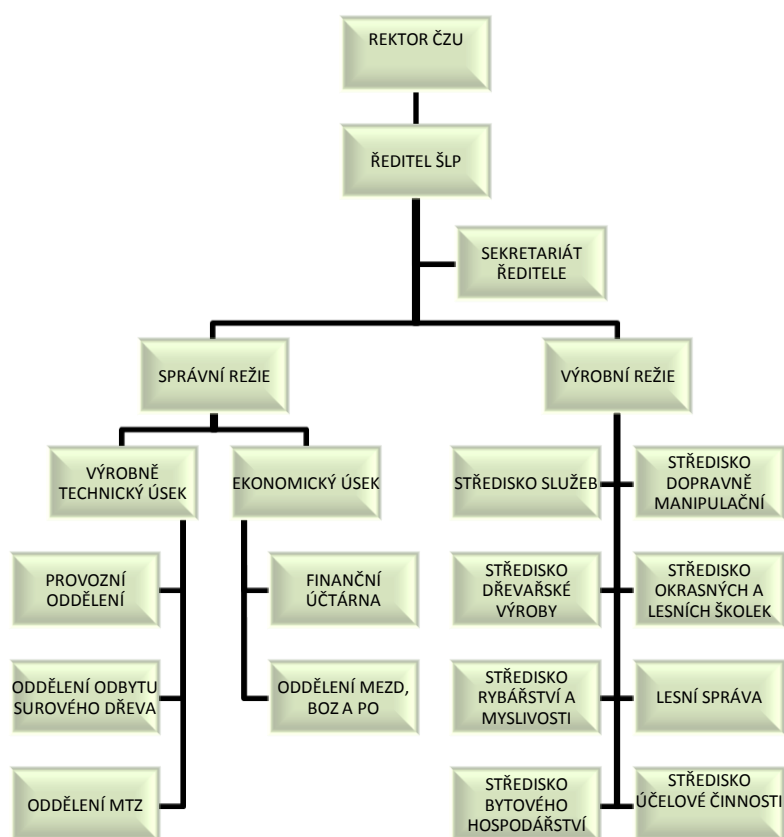 REKTOR ČZU
ŘEDITEL ŠLP
SEKRETARIÁT
ŘEDITELE
SPRÁVNÍ REŽIE
VÝROBNÍ REŽIE
VÝROBNĚ
TECHNICKÝ ÚSEK
EKONOMICKÝ ÚSEK
STŘEDISKO SLUŽEB
STŘEDISKO
DOPRAVNĚ
MANIPULAČNÍ
PROVOZNÍ
ODDĚLENÍ
FINANČNÍ
ÚČTÁRNA
STŘEDISKO
DŘEVAŘSKÉ
VÝROBY
STŘEDISKO
OKRASNÝCH A
LESNÍCH ŠKOLEK
ODDĚLENÍ ODBYTU
SUROVÉHO DŘEVA
ODDĚLENÍ MEZD,
BOZ A PO
STŘEDISKO
RYBÁŘSTVÍ A
MYSLIVOSTI
LESNÍ SPRÁVA
ODDĚLENÍ MTZ
STŘEDISKO
BYTOVÉHO
HOSPODÁŘSTVÍ
STŘEDISKO
ÚČELOVÉ ČINNOSTI